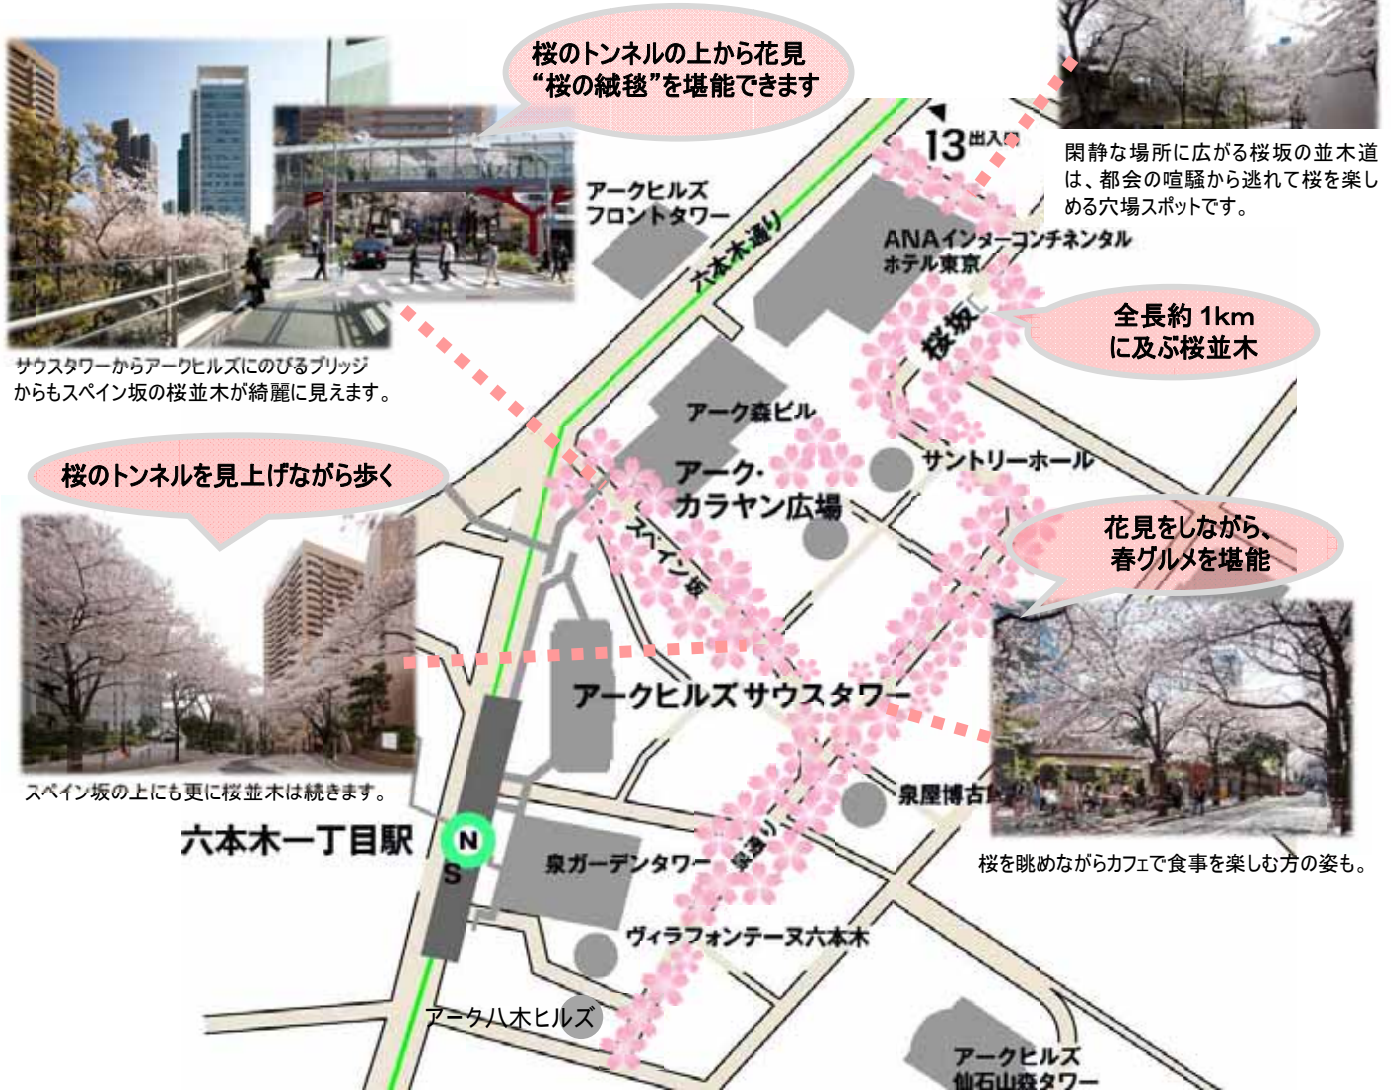 桜のトンネルの上から花見
“桜の絨毯”を堪能できます
サウスタワーからアークヒルズにのびるブリッジ
からもスペイン坂の桜並木が綺麗に見えます。
閑静な場所に広がる桜坂の並木道
は、都会の喧騒から逃れて桜を楽し
める穴場スポットです。
13出入口
アークヒルズ
フロントタワー
六本木通り
ANAインターコンチネンタル
ホテル東京
桜坂
全長約 1km
に及ぶ桜並木
アーク森ビル
アーク・
カラヤン広場
サントリーホール
スペイン坂
桜のトンネルを見上げながら歩く
スペイン坂の上にも更に桜並木は続きます。
花見をしながら、
春グルメを堪能
桜を眺めながらカフェで食事を楽しむ方の姿も。
アークヒルズサウスタワー
泉屋博古
六本木一丁目駅
N
S
泉ガーデンタワー
通り
ヴィラフォンテーヌ六本木
アーク八木ヒルズ
アークヒルズ
仙石山森タワー